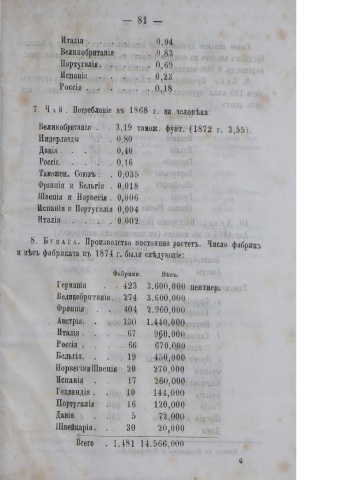 — 81 —
Италія . . . . 0,94
Великобританія . . 0,83
Португалія . . . 0,69
Испанія . . . . 0,23
Россія . . . . 0,18
7. Чай. Потребленіе въ 1868 г. на человѣка
Великобританія . . 3,19 тамож. фунт. (1872 г. 3,55).
Нидерланды . . 0,80
Данія . . . . 0,40
Россіг. . . . 0,16
Таможен. Союзъ . . 0,035
Франція и Бельгія . 0,018
Швеція и Норвегія . 0,006
Испанія и Португалія 0,004
Италія . . . . 0,002
8. Бумага. Производство постоянно растетъ. Число фабрикъ
и вѣсъ фабриката въ 1874 г. были слѣдующіе:
Фабрики. Вѣсъ.
Германія . 423 3.600,000 центнер.
Великобританія. 274 3.600,000
Франція . . 404 2.960,000
Австрія. . . 130 1.440,000
Италія . . 67 960,000
Россія . . . 66 670,000
Бельгія. . . 19 450,000
Норвегія и Швеція 20 270,000
Испанія . . 17 260,000
Голландія . . 10 144,000
Португалія . 16 120,000
Данія . . . 5 72,000
Швейцарія. . 30 20,000
Всего . 1,481 14.566,000
6